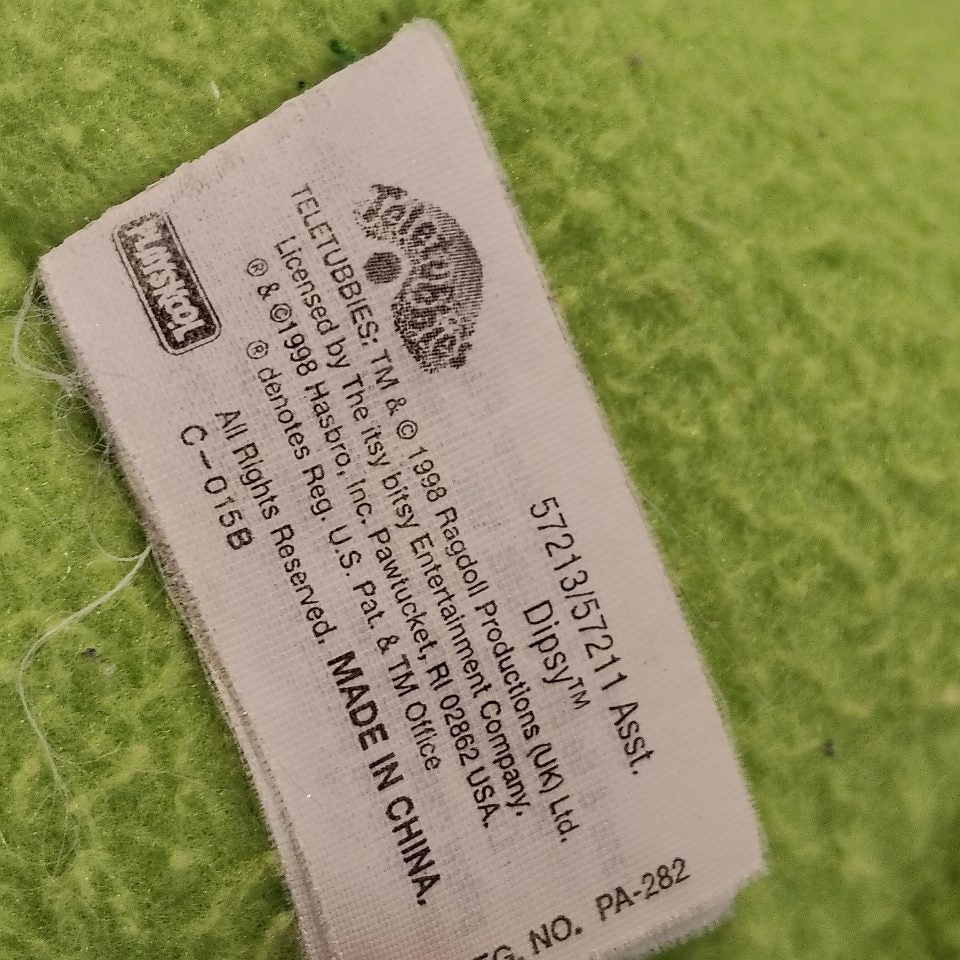 Teletubbies
57213/57211 Asst.
Dipsy™
TELETUBBIES: TM & © 1998 Ragdoll Productions (UK) Ltd.
Licensed by The itsy bitsy Entertainment Company.
® & ©1998 Hasbro, Inc. Pawtucket, RI 02862 USA.
® denotes Reg. U.S. Pat. & TM Office
All Rights Reserved. MADE IN CHINA.
C-015B
PLAYSKOOL
G. NO. PA-282